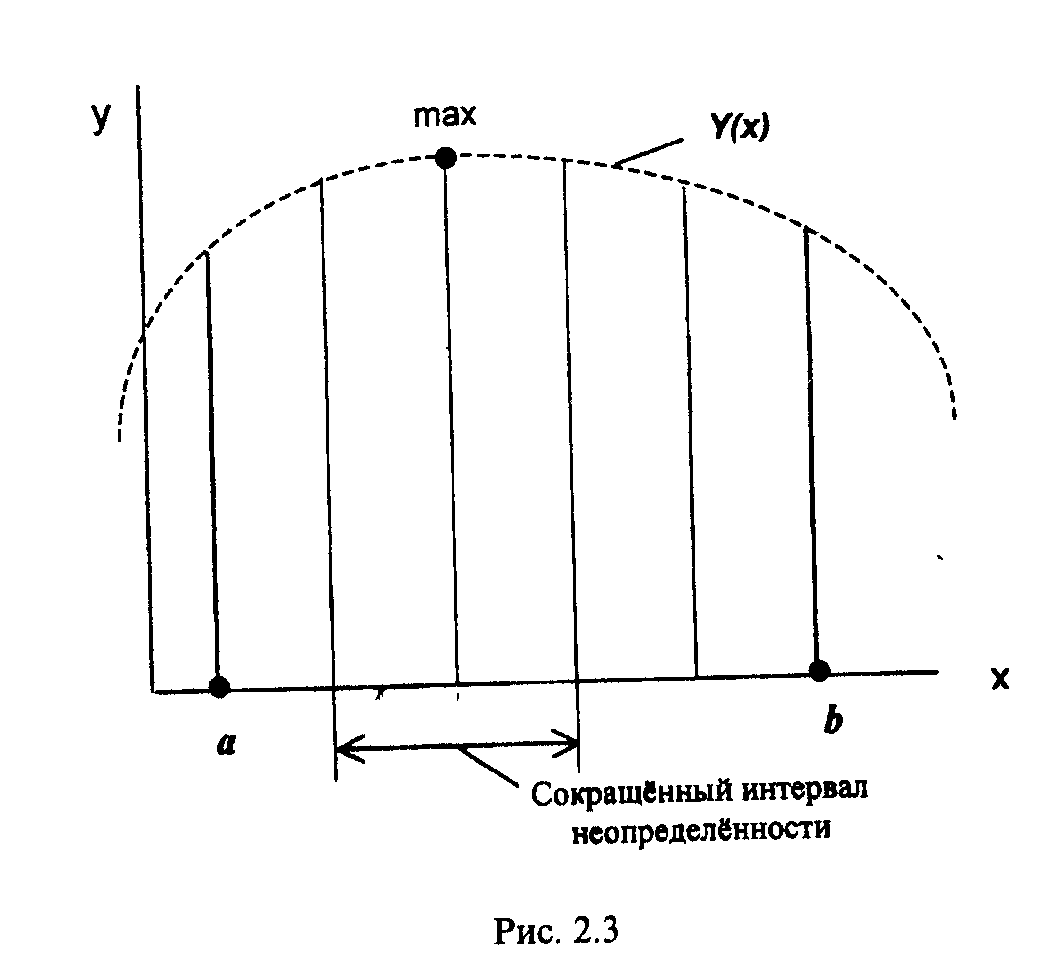 y
max
Y(x)
x
a
b
Сокращённый интервал
неопределённости
Рис. 2.3